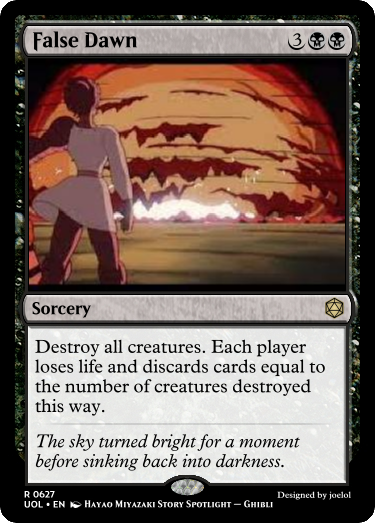 False Dawn 3
Sorcery
Destroy all creatures. Each player
loses life and discards cards equal to
the number of creatures destroyed
this way.
The sky turned bright for a moment
before sinking back into darkness.
R 0627
UOL • EN Hayao Miyazaki Story Spotlight – Ghibli
Designed by joelol